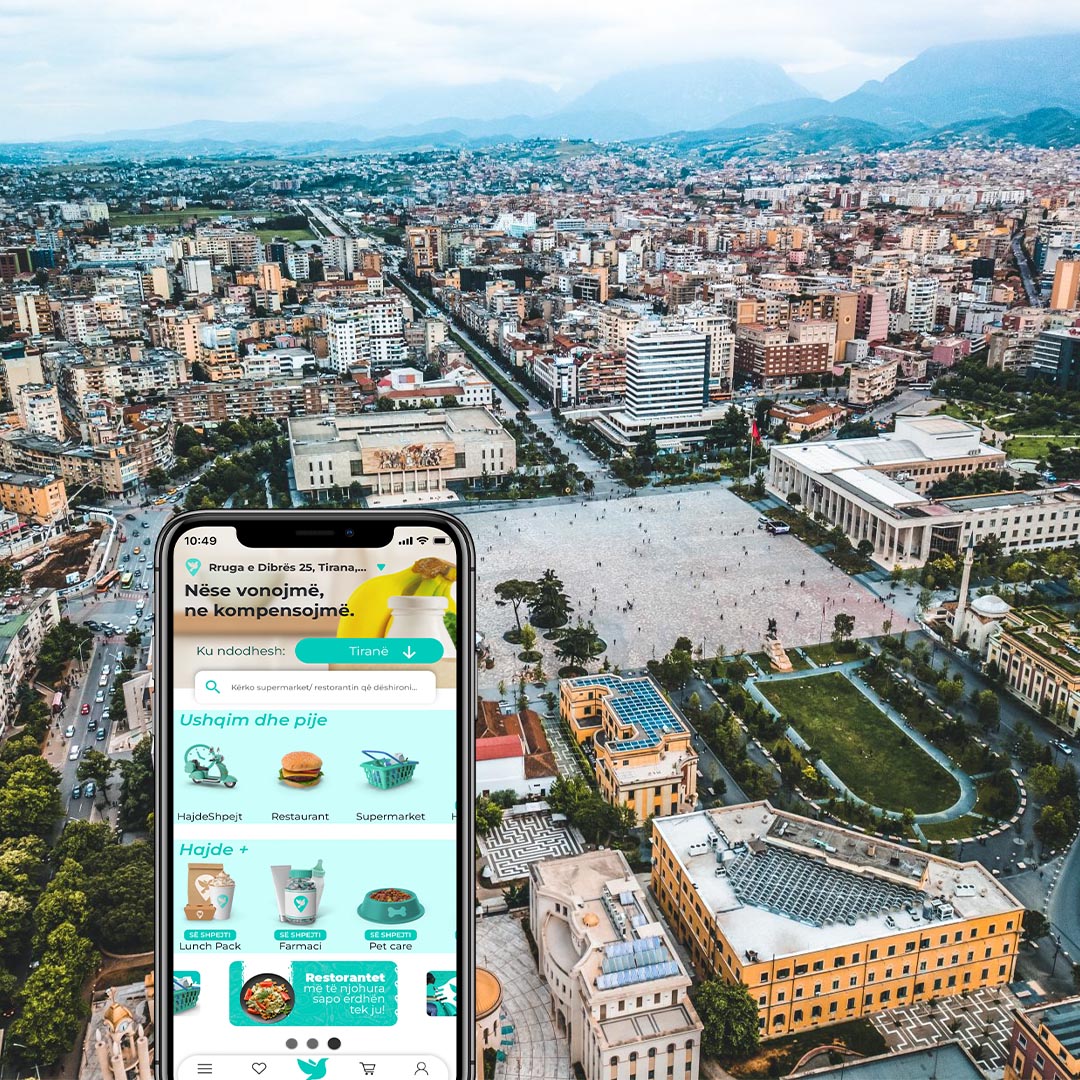 10:49
Rruga e Dibrës 25, Tirana,...
Nëse vonojmë,
ne kompensojmë.
Ku ndodhesh: Tiranë
Kërko supermarket/ restorantin që dëshironi...
Ushqim dhe pije
HajdeShpejt Restaurant Supermarket H
Hajde +
SË SHPEJTI SË SHPEJTI SË SHPEJTI
Lunch Pack Farmaci Pet care
Restorantet
më të njohura
sapo erdhën
tek ju!